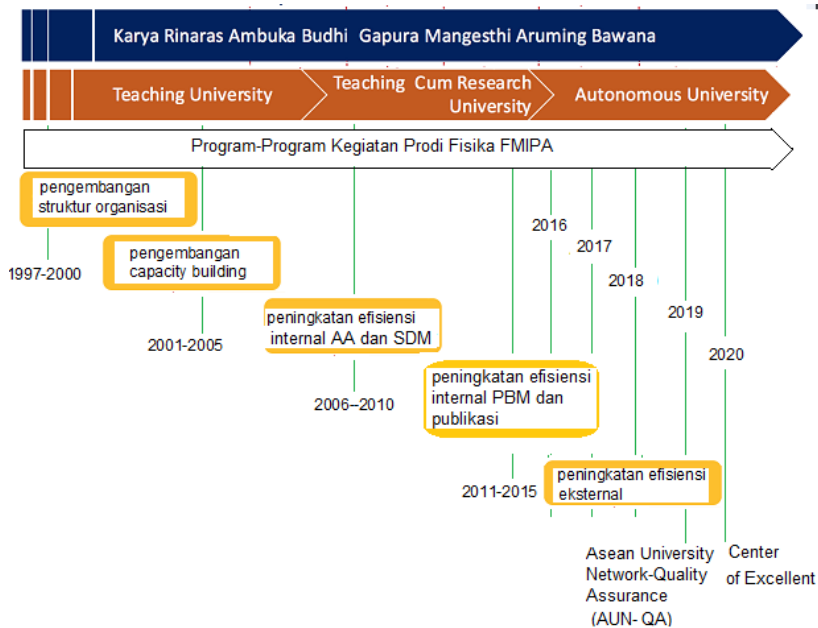 Karya Rinaras Ambuka Budhi Gapura Mangesthi Aruming Bawana
Teaching University
Teaching Cum Research
University
Autonomous University
Program-Program Kegiatan Prodi Fisika FMIPA
pengembangan
struktur organisasi
1997-2000
pengembangan
capacity building
2001-2005
peningkatan efisiensi
internal AA dan SDM
2006–2010
peningkatan efisiensi
internal PBM dan
publikasi
2011-2015
peningkatan efisiensi
eksternal
2016
2017
2018
2019
2020
Asean University
Network-Quality
Assurance
(AUN- QA)
Center
of Excellent